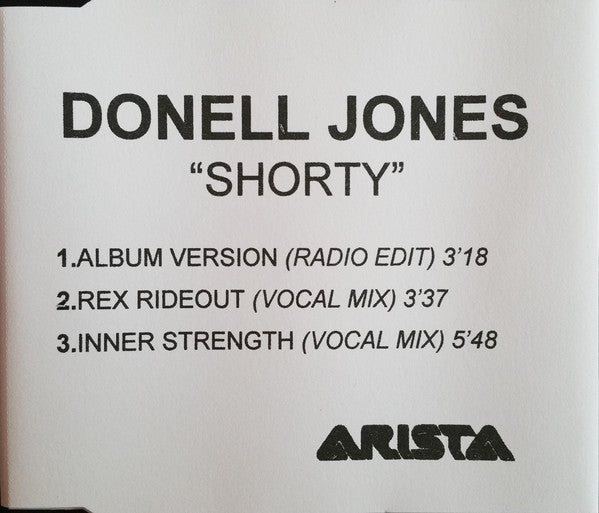 DONELL JONES
“SHORTY”
1.ALBUM VERSION (RADIO EDIT) 3’18
2.REX RIDEOUT (VOCAL MIX) 3’37
3.INNER STRENGTH (VOCAL MIX) 5’48
ARISTA